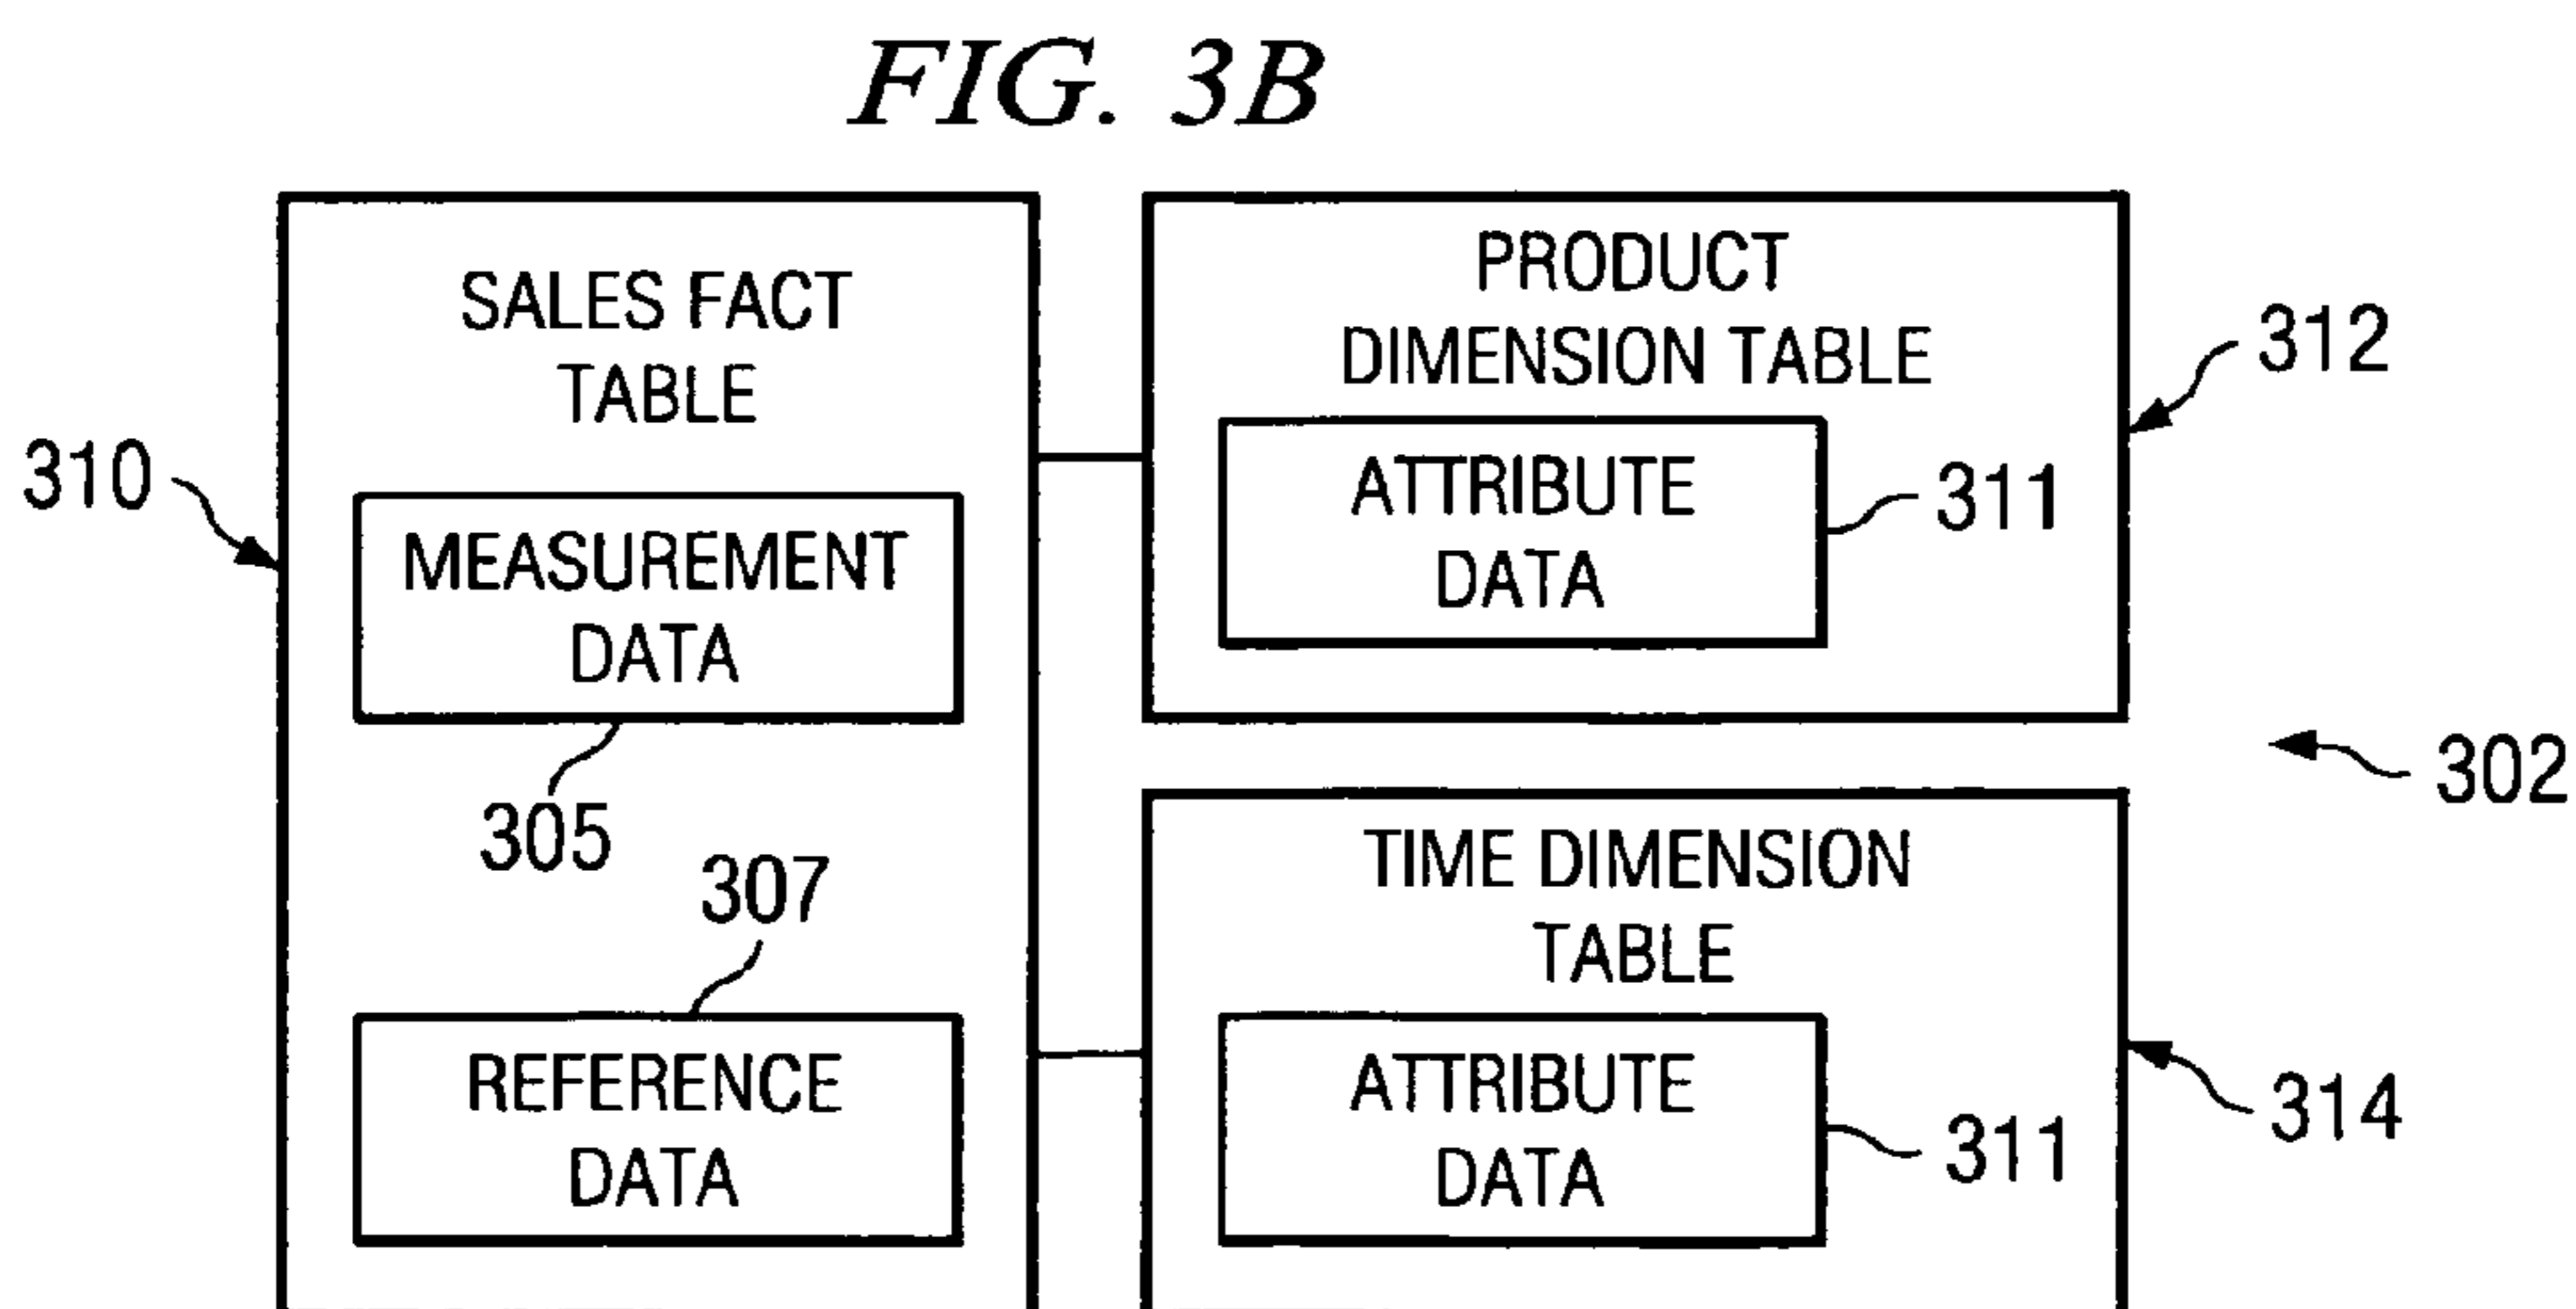 FIG. 3B
SALES FACT
TABLE
310
MEASUREMENT
DATA
305
307
REFERENCE
DATA
PRODUCT
DIMENSION TABLE
312
ATTRIBUTE
DATA
311
302
TIME DIMENSION
TABLE
ATTRIBUTE
DATA
311
314